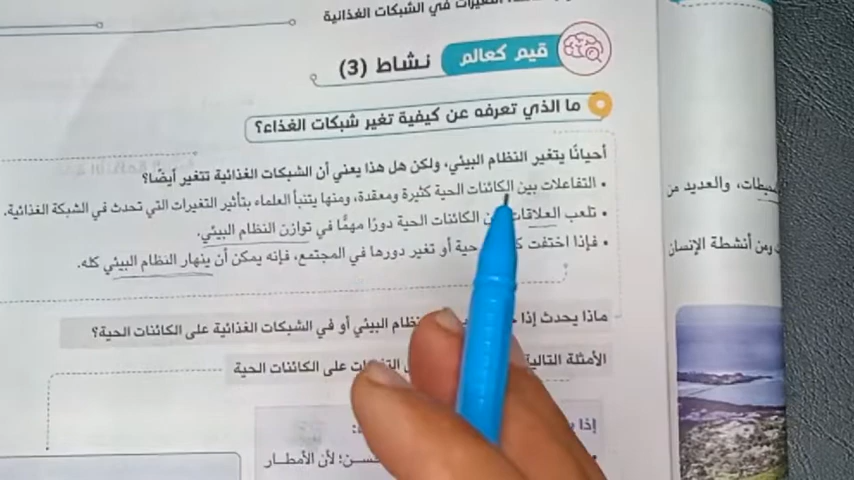 التغيرات في الشبكات الغذائية
قيم كعالم
نشاط (3)
ما الذي تعرفه عن كيفية تغير شبكات الغذاء؟
أحيانًا يتغير النظام البيئي، ولكن هل هذا يعني أن الشبكات الغذائية تتغير أيضًا؟
• التفاعلات بين الكائنات الحية كثيرة ومعقدة، ومنها يتنبأ العلماء بتأثير التغيرات التي تحدث في الشبكة الغذائية.
• تلعب العلاقات الكائنات الحية دورًا مهمًّا في توازن النظام البيئي.
• فإذا اختفت حية أو تغير دورها في المجتمع، فإنه يمكن أن ينهار النظام البيئي كله.
ماذا يحدث إذا النظام البيئي أو في الشبكات الغذائية على الكائنات الحية؟
الأمثلة التالية على الكائنات الحية
إذا
لأن الأمطار
والعديد من
ومن أنشطة الإنسان